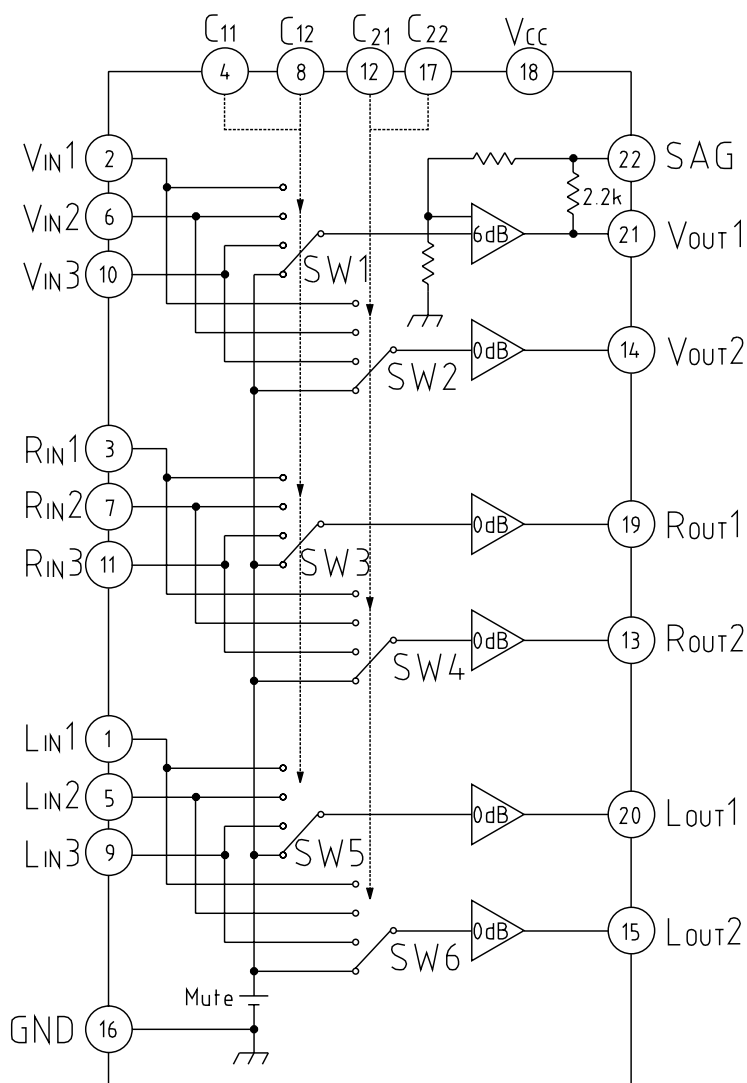 C11 C12 C21 C22 VCC
4 8 12 17 18
VIN1 2 22 SAG
2.2k
VIN2 6 6dB 21 VOUT1
VIN3 10 SW1
SW2 0dB 14 VOUT2
RIN1 3
RIN2 7 0dB 19 ROUT1
RIN3 11 SW3
SW4 0dB 13 ROUT2
LIN1 1
LIN2 5 0dB 20 LOUT1
LIN3 9 SW5
SW6 0dB 15 LOUT2
Mute
GND 16